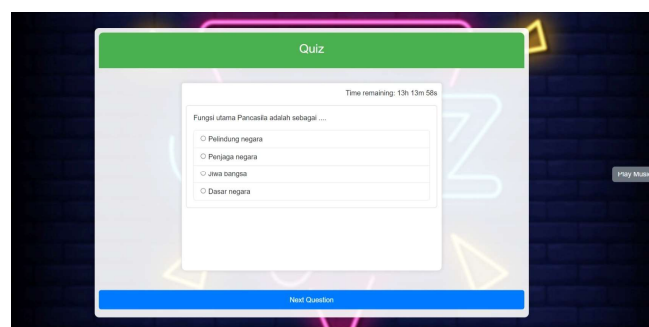 Quiz
Time remaining: 13h 13m 58s
Fungsi utama Pancasila adalah sebagai ....
Pelindung negara
Penjaga negara
Jiwa bangsa
Dasar negara
Play Music
Next Question